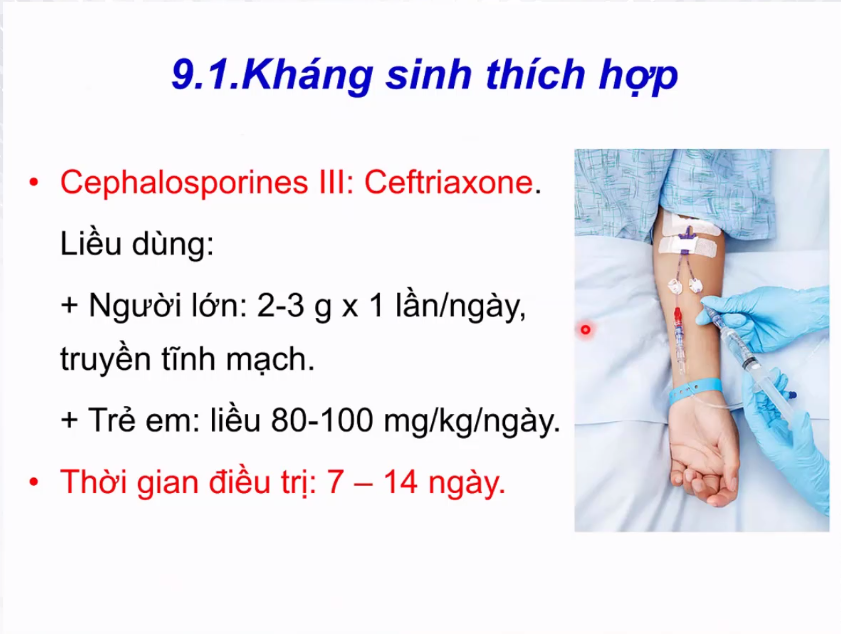 9.1.Kháng sinh thích hợp
• Cephalosporines III: Ceftriaxone.
Liều dùng:
+ Người lớn: 2-3 g x 1 lần/ngày,
truyền tĩnh mạch.
+ Trẻ em: liều 80-100 mg/kg/ngày.
• Thời gian điều trị: 7 – 14 ngày.